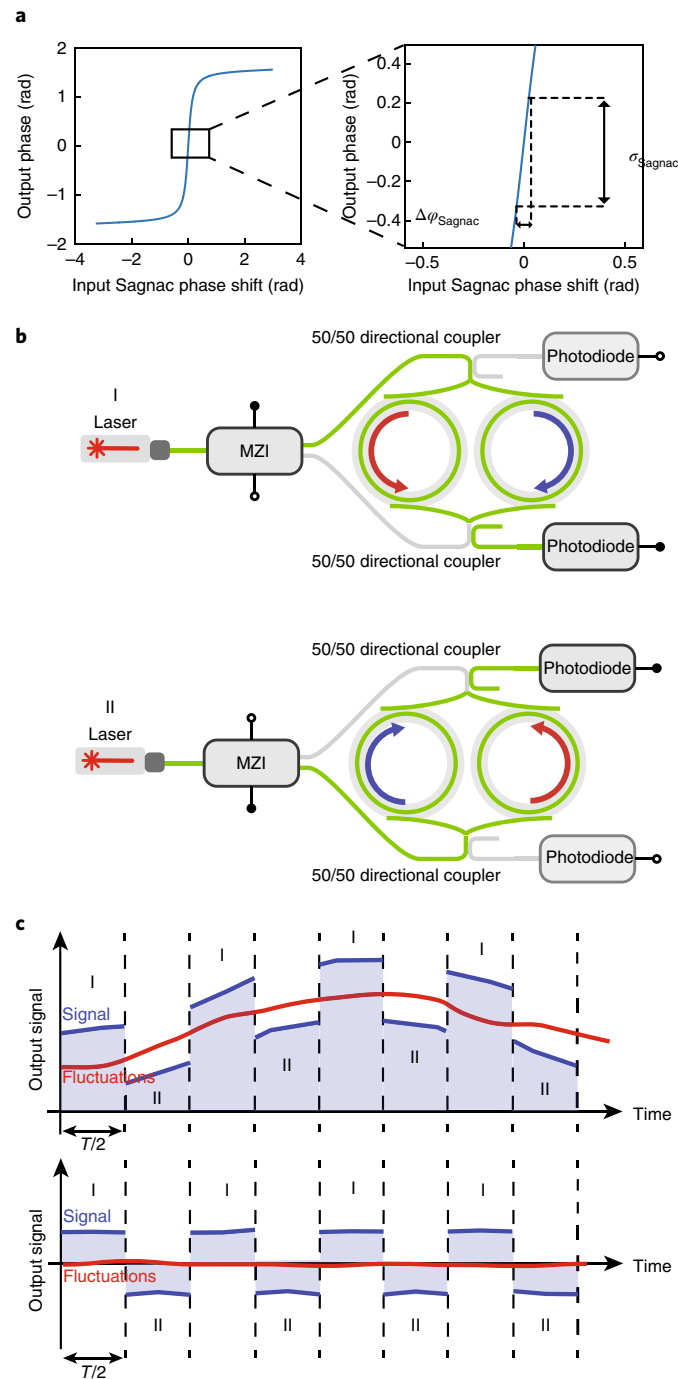 a
2
1
0
−1
−2
Output phase (rad)
−4
−2
0
2
4
Input Sagnac phase shift (rad)
0.4
0.2
0
−0.2
−0.4
Output phase (rad)
σSagnac
ΔφSagnac
−0.5
0
0.5
Input Sagnac phase shift (rad)
b
50/50 directional coupler
Photodiode
I
Laser
MZI
Photodiode
50/50 directional coupler
50/50 directional coupler
Photodiode
II
Laser
MZI
Photodiode
50/50 directional coupler
c
Output signal
I
I
I
I
Signal
Fluctuations
II
II
II
II
Time
T/2
Output signal
I
I
I
I
Signal
Fluctuations
Time
II
II
II
II
T/2